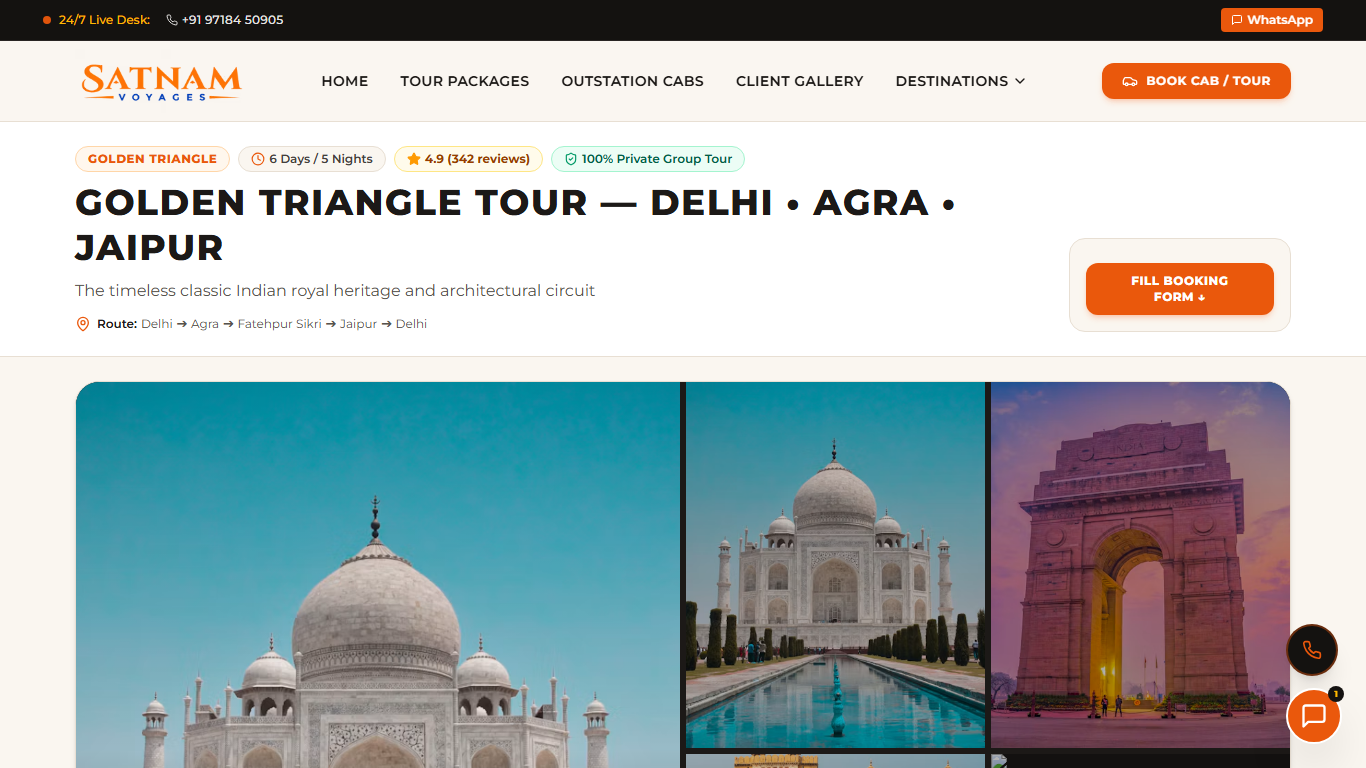 24/7 Live Desk: +91 97184 50905 WhatsApp
SATNAM
VOYAGES
HOME TOUR PACKAGES OUTSTATION CABS CLIENT GALLERY DESTINATIONS BOOK CAB / TOUR
GOLDEN TRIANGLE 6 Days / 5 Nights 4.9 (342 reviews) 100% Private Group Tour
GOLDEN TRIANGLE TOUR — DELHI • AGRA •
JAIPUR
The timeless classic Indian royal heritage and architectural circuit
Route: Delhi ➔ Agra ➔ Fatehpur Sikri ➔ Jaipur ➔ Delhi
FILL BOOKING
FORM ↓
1